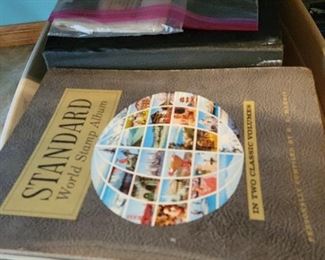 STANDARD
World Stamp Album
IN TWO CLASSIC VOLUMES